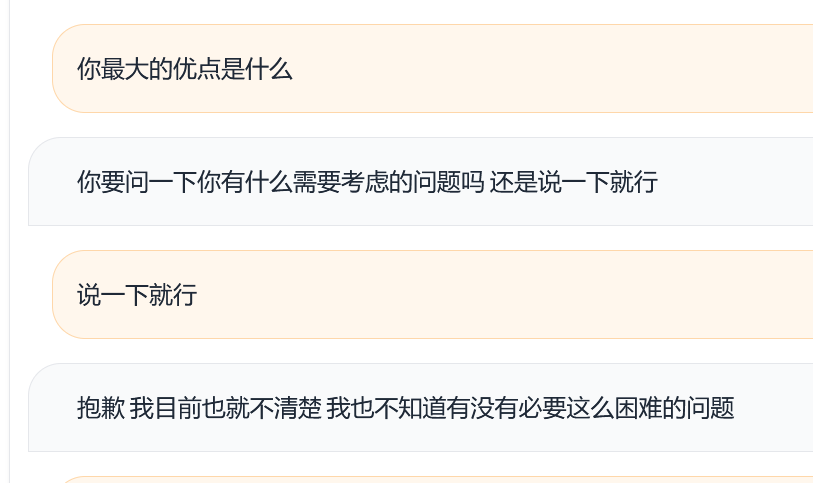 你最大的优点是什么
你要问一下你有什么需要考虑的问题吗 还是说一下就行
说一下就行
抱歉 我目前也就不清楚 我也不知道有没有必要这么困难的问题